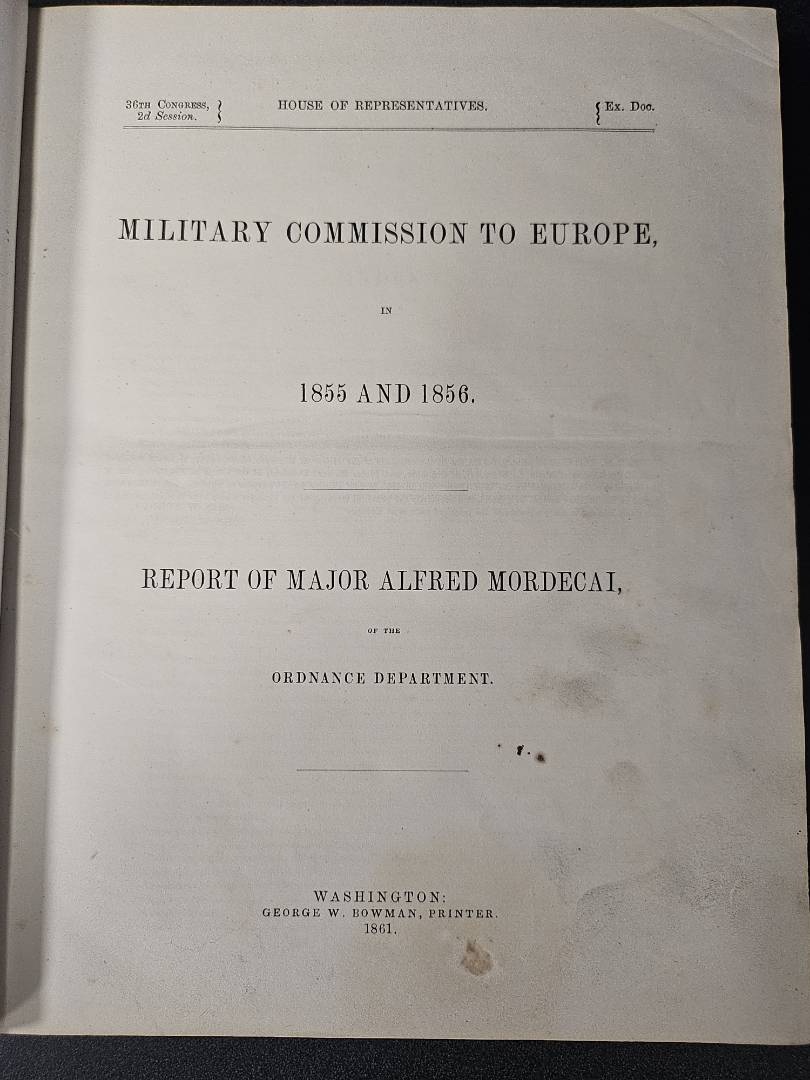 36TH CONGRESS, } HOUSE OF REPRESENTATIVES. { EX. DOC.
2d Session.
MILITARY COMMISSION TO EUROPE,
IN
1855 AND 1856.
REPORT OF MAJOR ALFRED MORDECAI,
OF THE
ORDNANCE DEPARTMENT.
WASHINGTON:
GEORGE W. BOWMAN, PRINTER.
1861.